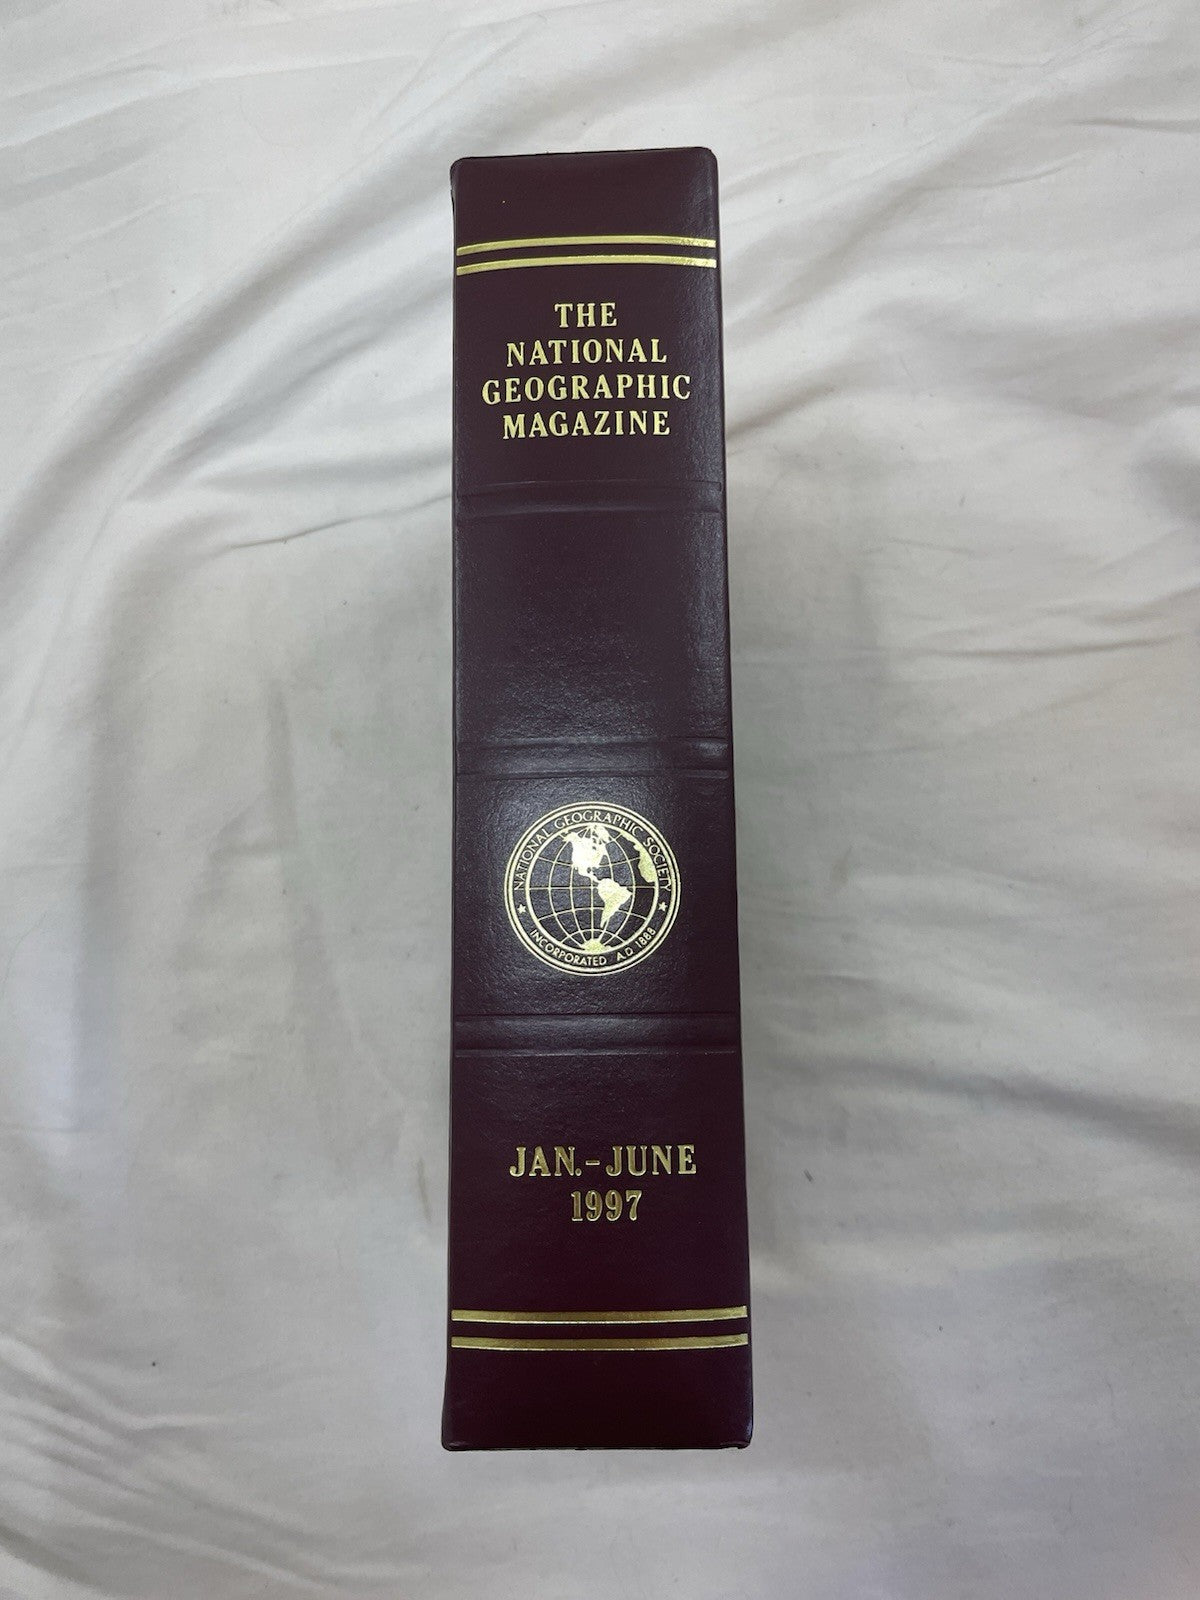 THE
NATIONAL
GEOGRAPHIC
MAGAZINE
NATIONAL GEOGRAPHIC SOCIETY
INCORPORATED A.D. 1888
JAN.-JUNE
1997